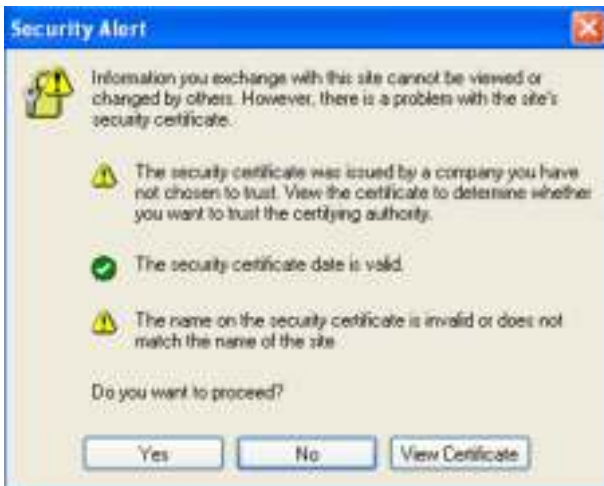 Security Alert
Information you exchange with this site cannot be viewed or
changed by others. However, there is a problem with the site's
security certificate.
The security certificate was issued by a company you have
not chosen to trust. View the certificate to determine whether
you want to trust the certifying authority.
The security certificate date is valid.
The name on the security certificate is invalid or does not
match the name of the site
Do you want to proceed?
Yes
No
View Certificate